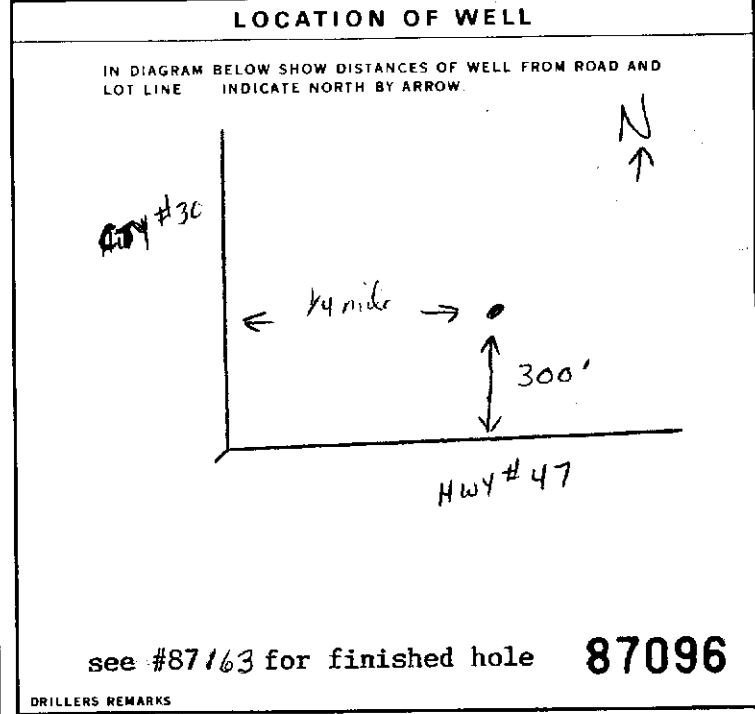 LOCATION OF WELL
IN DIAGRAM BELOW SHOW DISTANCES OF WELL FROM ROAD AND
LOT LINE INDICATE NORTH BY ARROW.
N
#30
1/4 mile
300'
HWY #47
see #87163 for finished hole 87096
DRILLERS REMARKS